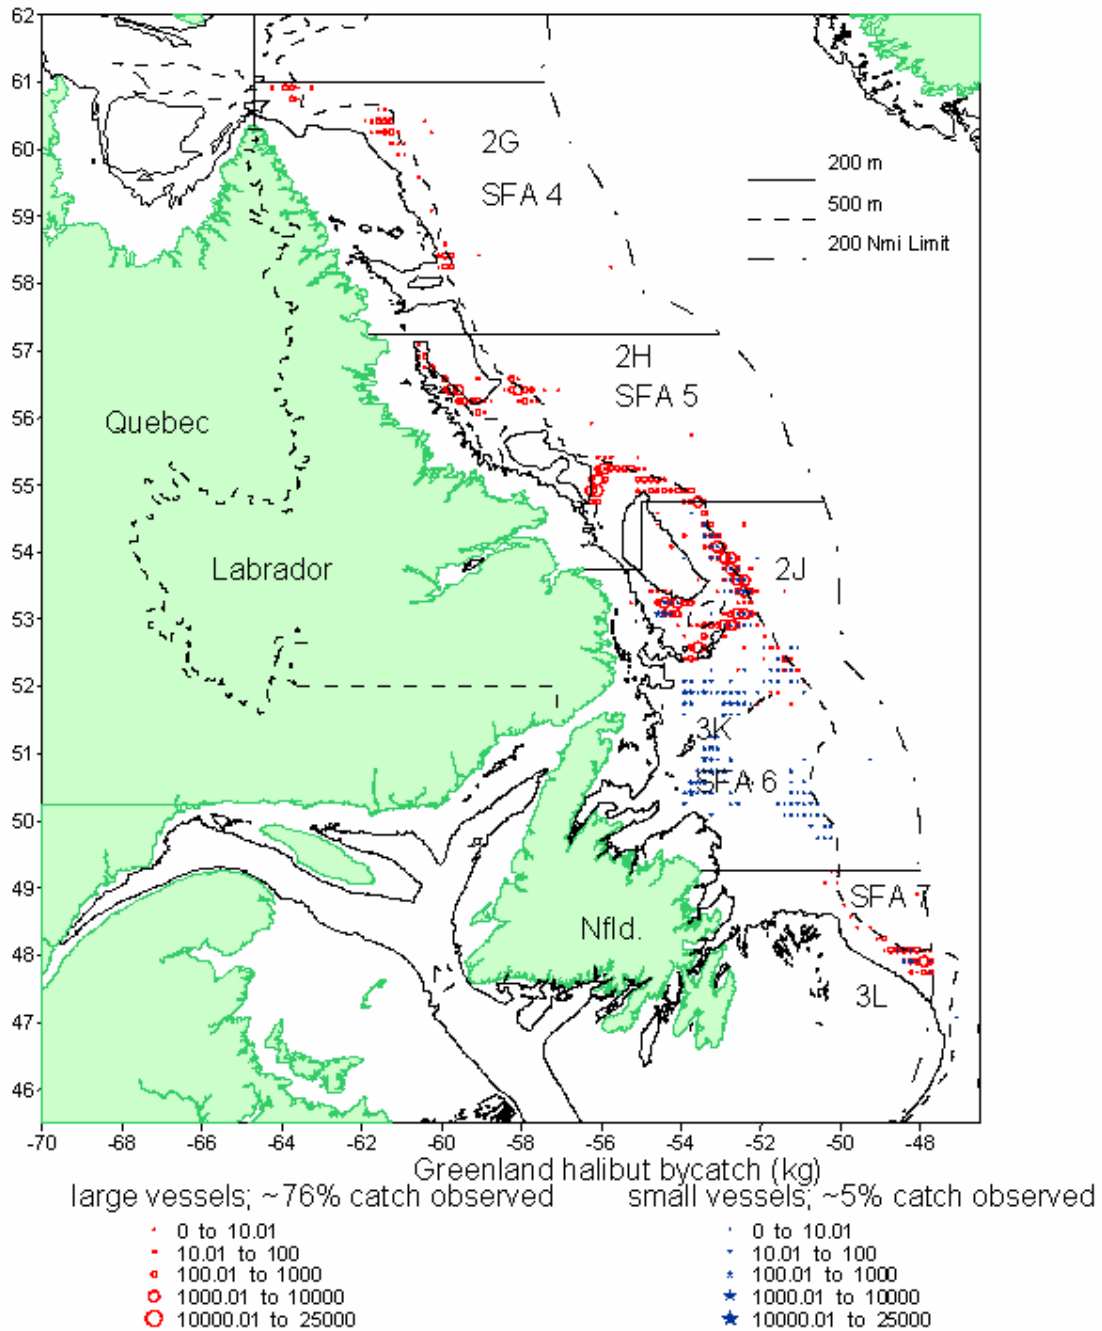 62
61
60
59
58
57
56
55
54
53
52
51
50
49
48
47
46
2G
SFA 4
200 m
500 m
200 Nmi Limit
2H
SFA 5
Quebec
Labrador
2J
3K
SFA 6
SFA 7
Nfld.
3L
-70 -68 -66 -64 -62 -60 -58 -56 -54 -52 -50 -48
Greenland halibut bycatch (kg)
large vessels; ~76% catch observed
0 to 10.01
10.01 to 100
100.01 to 1000
1000.01 to 10000
10000.01 to 25000
small vessels; ~5% catch observed
0 to 10.01
10.01 to 100
100.01 to 1000
1000.01 to 10000
10000.01 to 25000